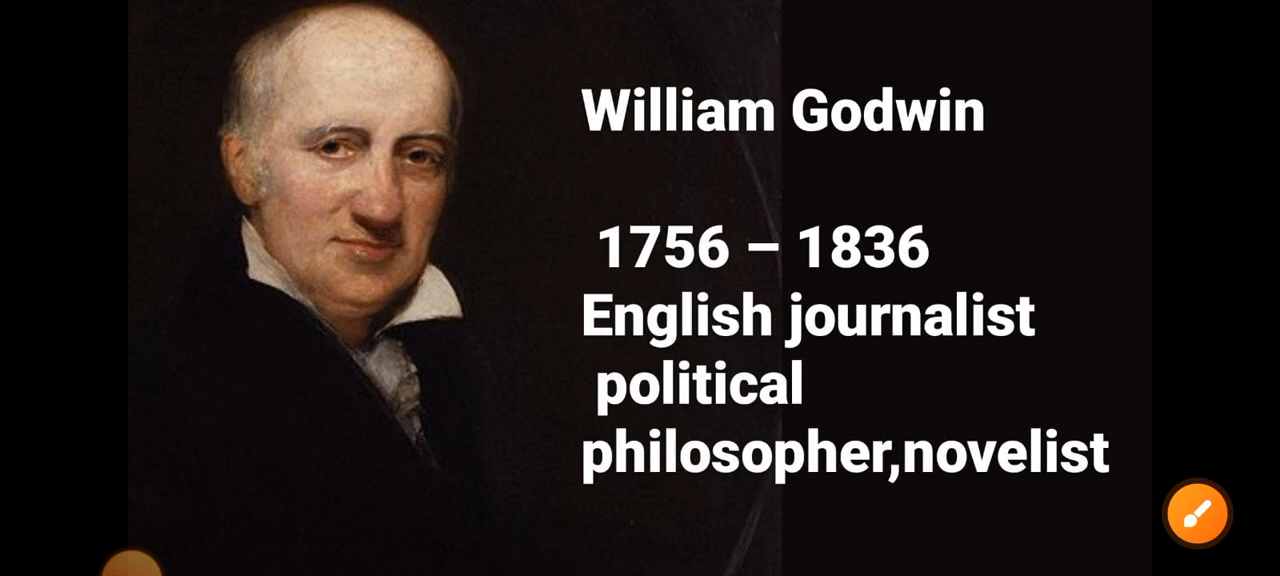 William Godwin
1756 – 1836
English journalist
political
philosopher,novelist